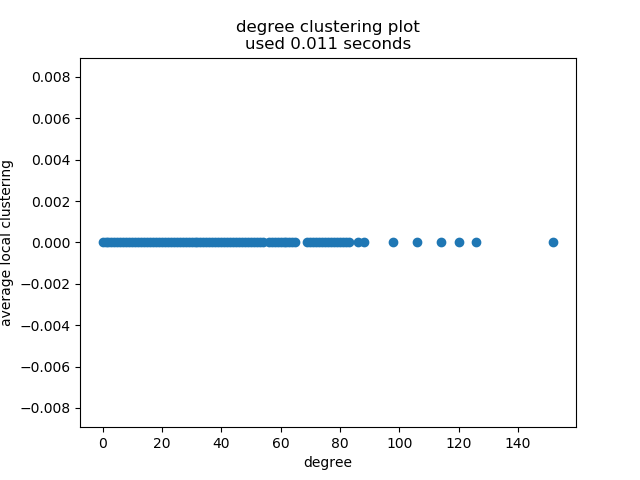 degree clustering plot
used 0.011 seconds
0.008
0.006
0.004
0.002
0.000
−0.002
−0.004
−0.006
−0.008
average local clustering
0 20 40 60 80 100 120 140
degree